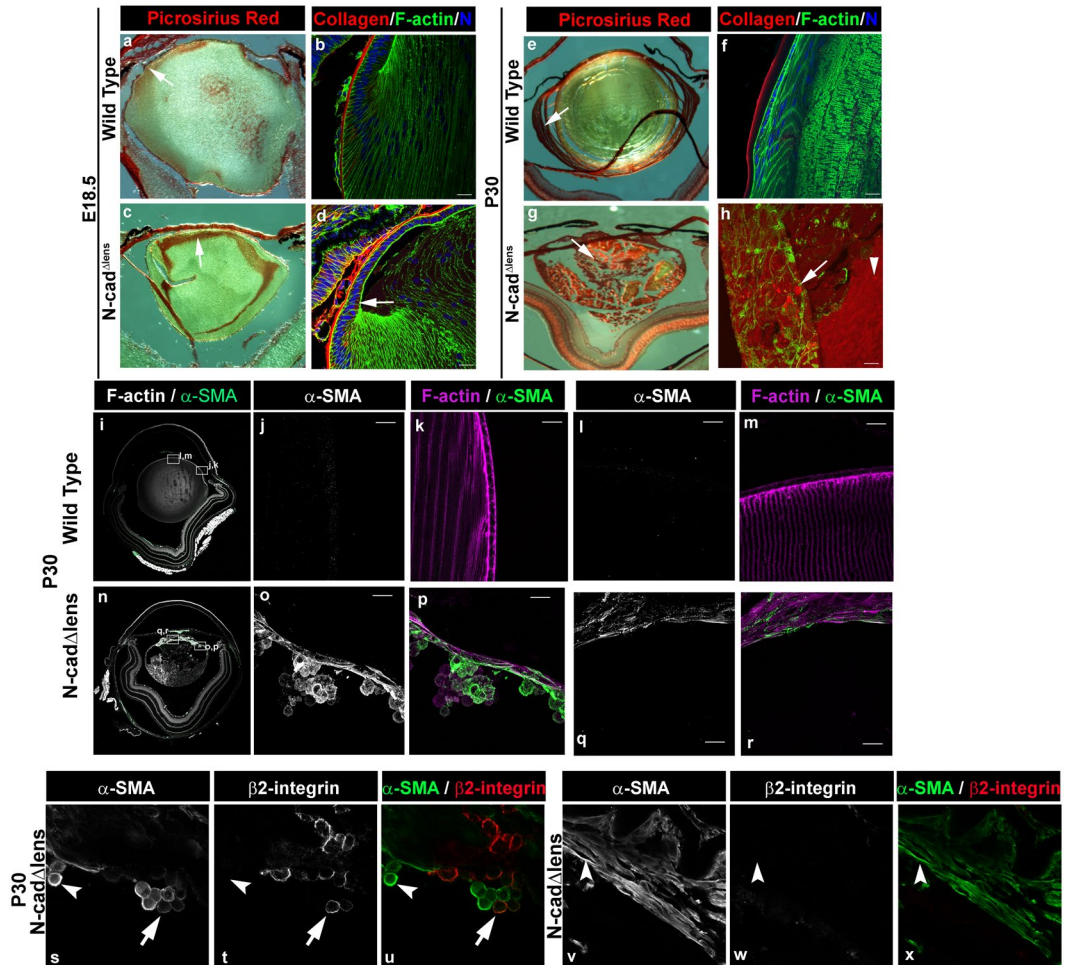 Picrosirius Red
Collagen/F-actin/N
Picrosirius Red
Collagen/F-actin/N
E18.5
Wild Type
a
b
P30
Wild Type
e
f
N-cadΔlens
c
d
N-cadΔlens
g
h
F-actin / α-SMA
α-SMA
F-actin / α-SMA
α-SMA
F-actin / α-SMA
P30
Wild Type
i
l,m
j,k
j
k
l
m
N-cadΔlens
n
q,r
o,p
o
p
q
r
α-SMA
β2-integrin
α-SMA / β2-integrin
α-SMA
β2-integrin
α-SMA / β2-integrin
P30
N-cadΔlens
s
t
u
N-cadΔlens
v
w
x